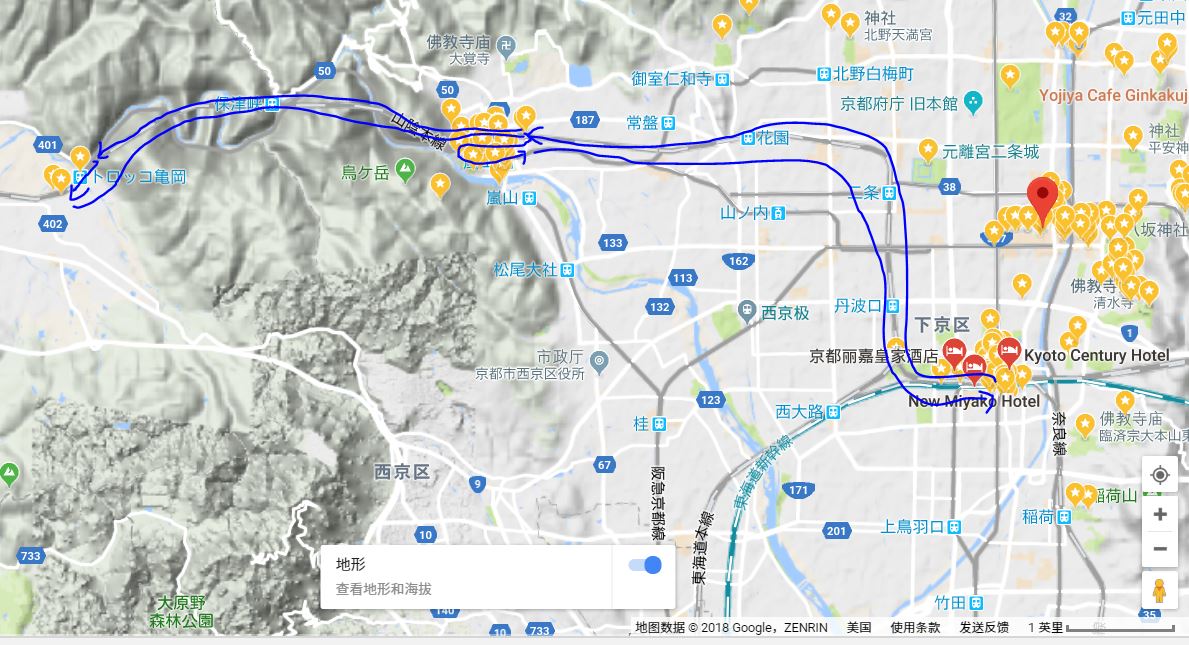 32
元田中
神社
北野天満宮
佛教寺庙
大覚寺
50
御室仁和寺
北野白梅町
50
京都府庁 旧本館
Yojiya Cafe Ginkakuj
保津峡
187
常盤
花園
山陰本線
神社
平安神
401
元離宮二条城
トロッコ亀岡
烏ケ岳
38
二条
嵐山
山ノ内
402
八坂神社
133
162
松尾大社
113
佛教寺
清水寺
132
丹波口
西京极
下京区
1
京都丽嘉皇家酒店
Kyoto Century Hotel
市政厅
京都市西京区役所
123
New Miyako Hotel
西大路
佛教寺庙
臨済宗大本山東
桂
奈良線
東海道新幹線
67
西京区
9
阪急京都線
171
稲荷山
稲荷
東海道本線
10
201
上鳥羽口
733
地形
查看地形和海拔
大原野
森林公園
140
竹田
35
10
733
地图数据 © 2018 Google，ZENRIN
美国
使用条款
发送反馈
1 英里